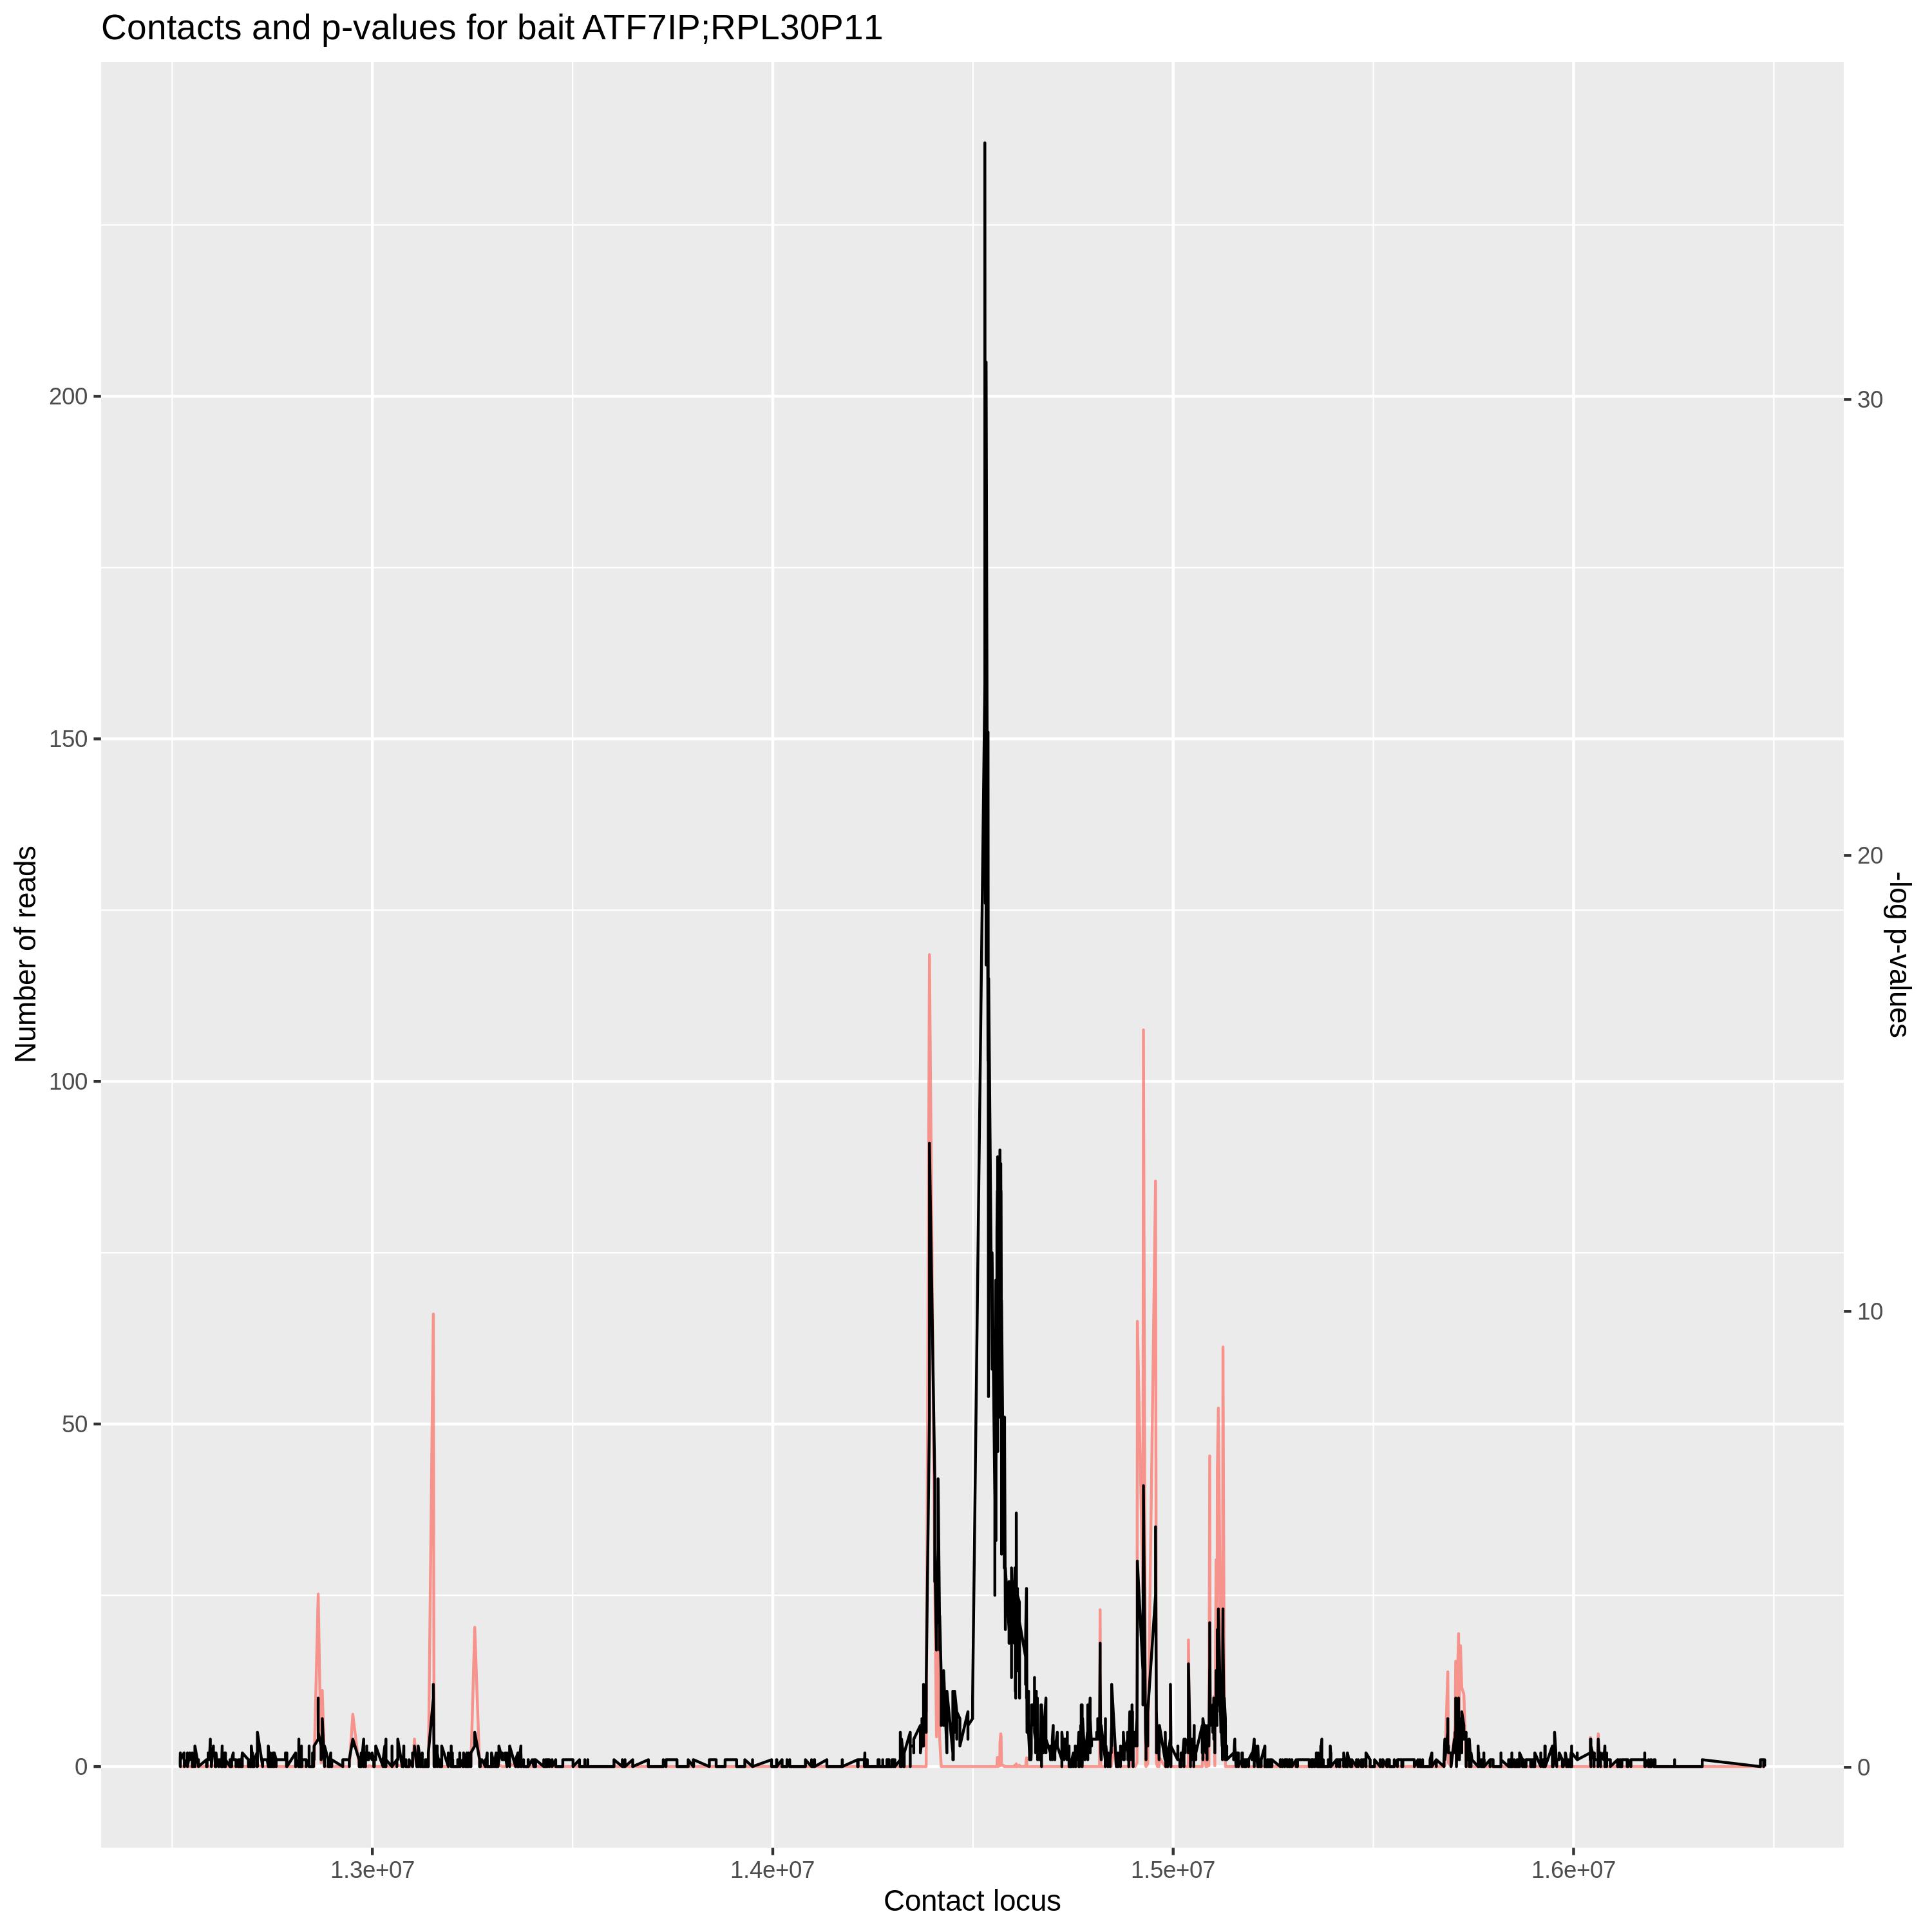 Contacts and p-values for bait ATF7IP;RPL30P11
200
150
100
50
0
Number of reads
30
20
10
0
-log p-values
1.3e+07
1.4e+07
1.5e+07
1.6e+07
Contact locus